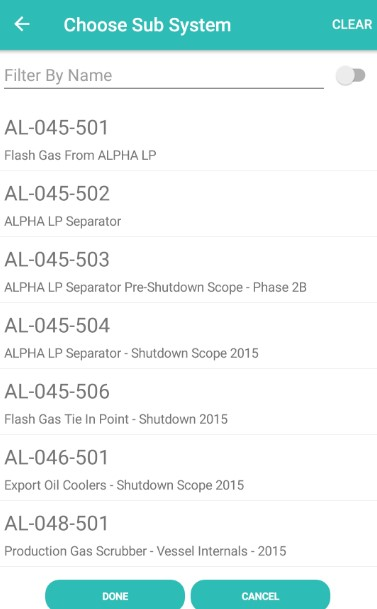 Choose Sub System
CLEAR
Filter By Name
AL-045-501
Flash Gas From ALPHA LP
AL-045-502
ALPHA LP Separator
AL-045-503
ALPHA LP Separator Pre-Shutdown Scope - Phase 2B
AL-045-504
ALPHA LP Separator - Shutdown Scope 2015
AL-045-506
Flash Gas Tie In Point - Shutdown 2015
AL-046-501
Export Oil Coolers - Shutdown Scope 2015
AL-048-501
Production Gas Scrubber - Vessel Internals - 2015
DONE
CANCEL